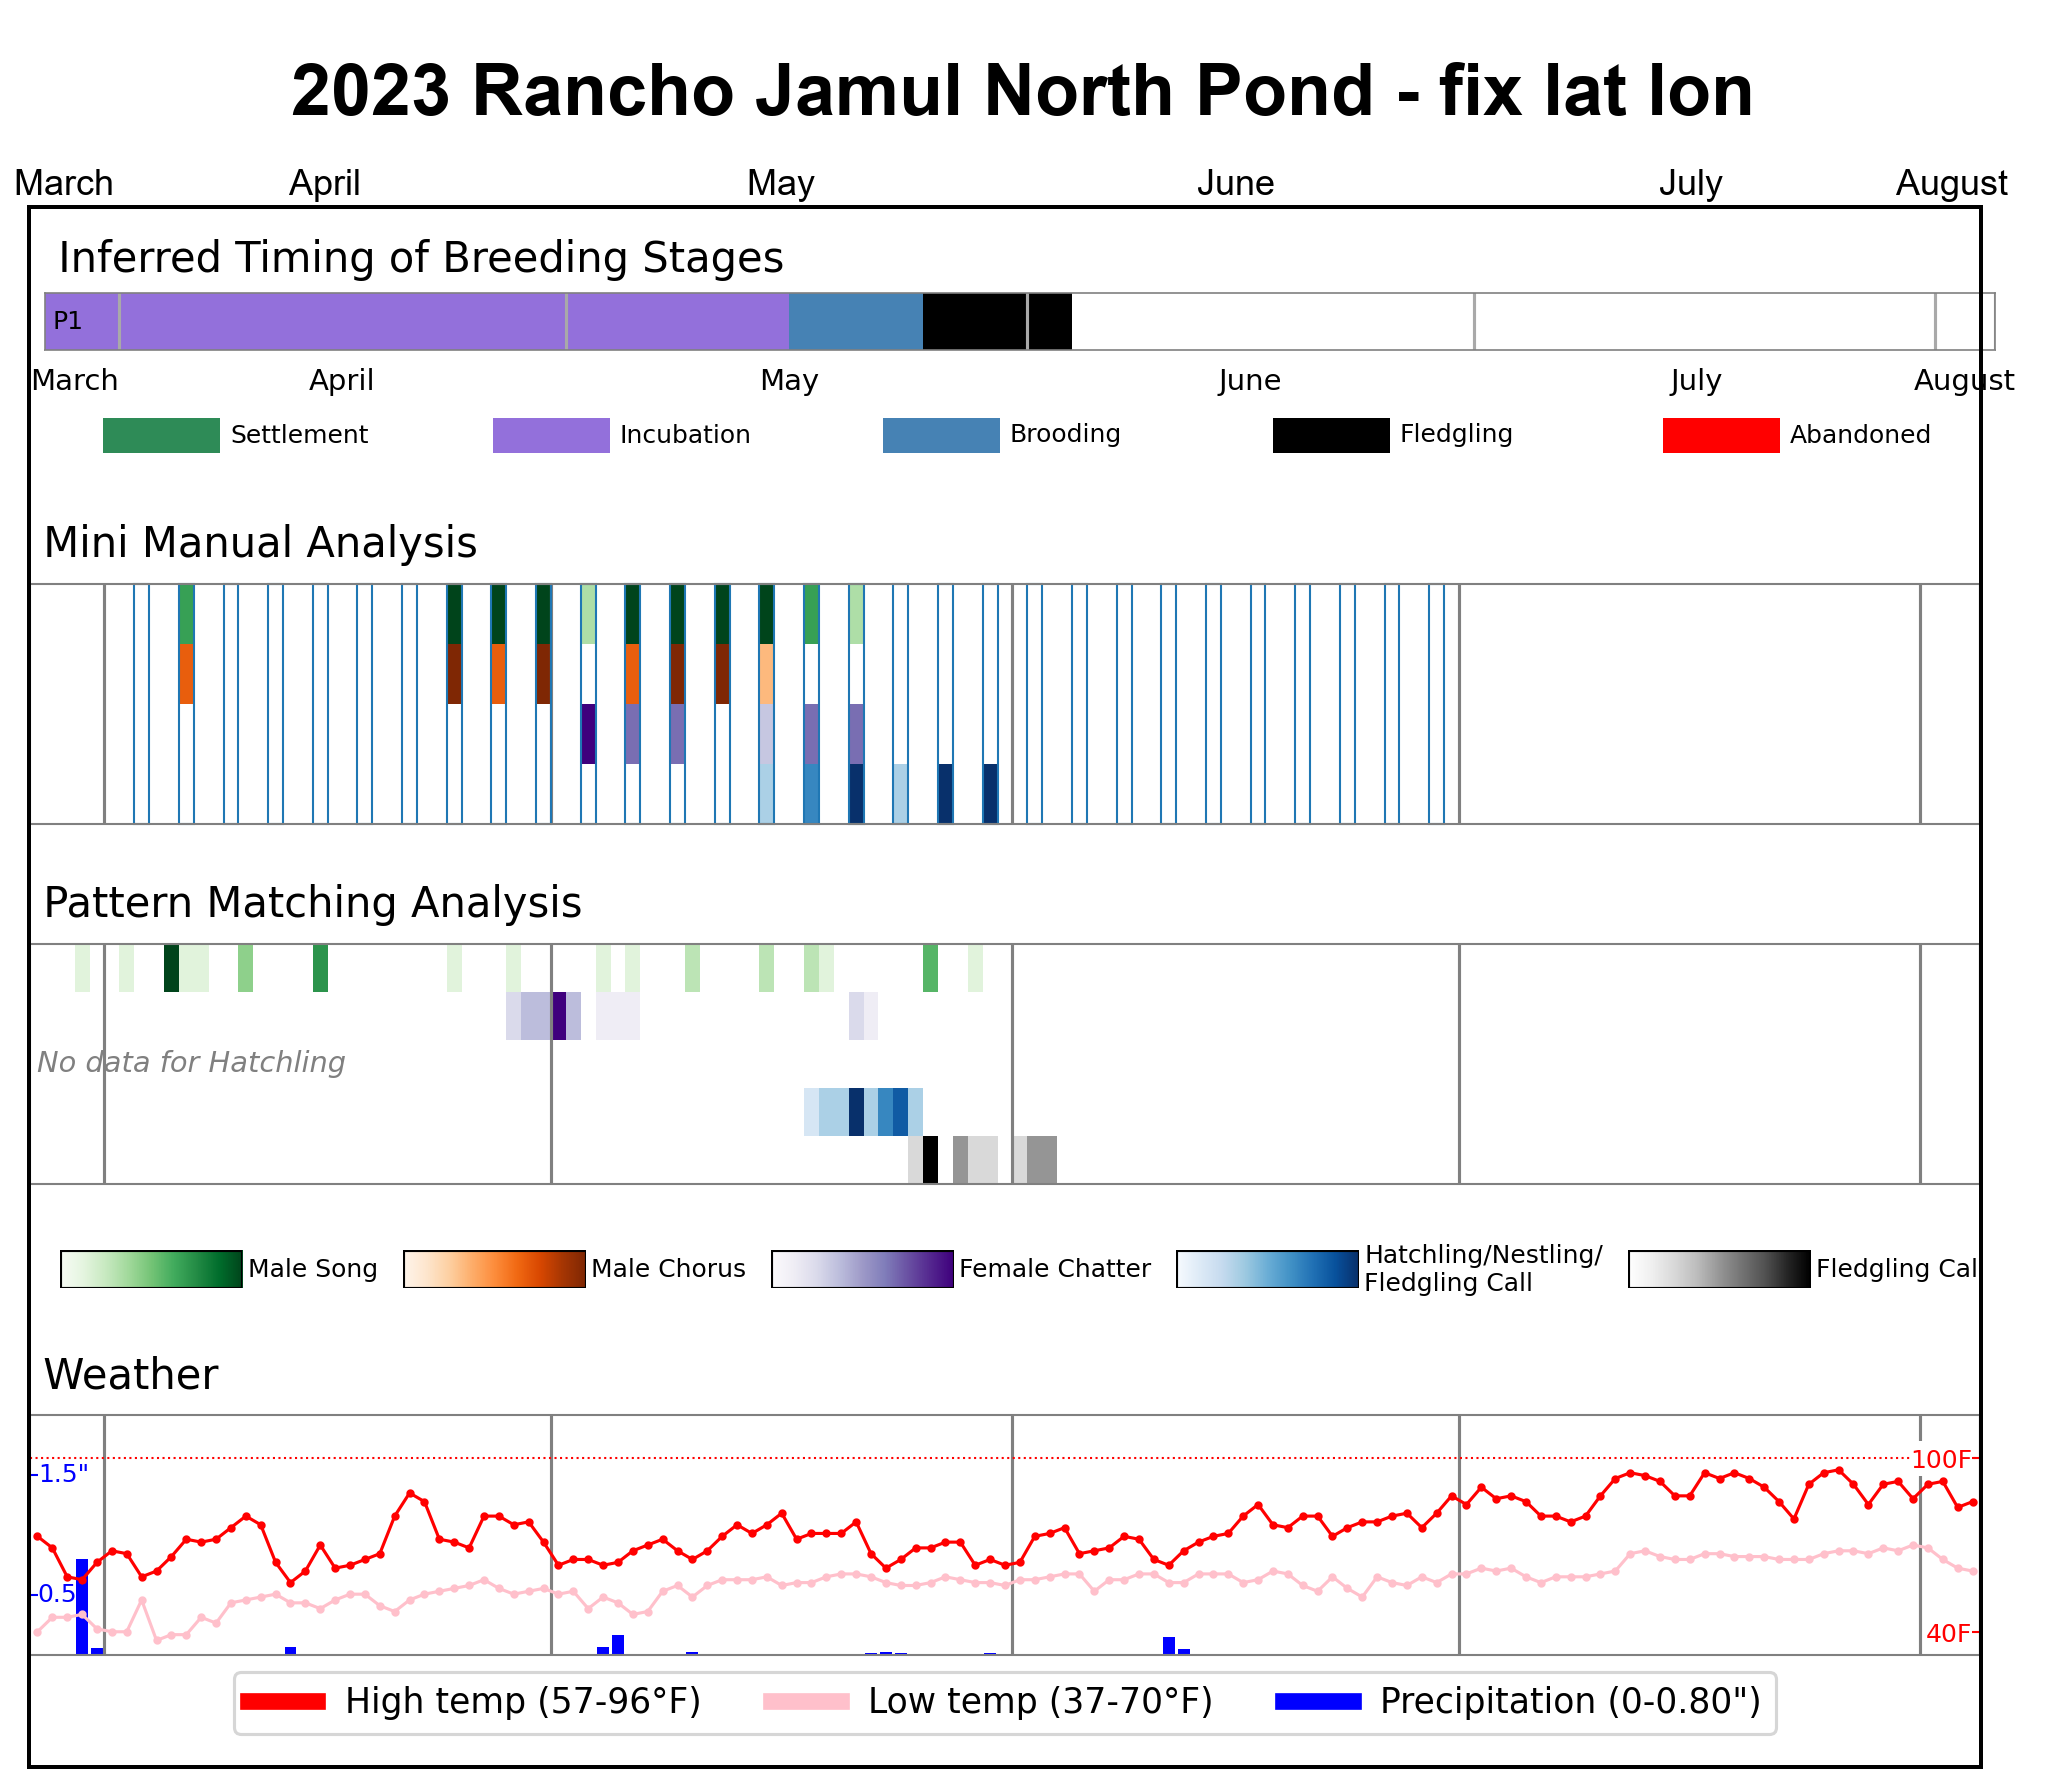 2023 Rancho Jamul North Pond - fix lat lon
March April May June July August
Inferred Timing of Breeding Stages
P1
March April May June July August
Settlement Incubation Brooding Fledgling Abandoned
Mini Manual Analysis
Pattern Matching Analysis
No data for Hatchling
Male Song Male Chorus Female Chatter Hatchling/Nestling/
Fledgling Call Fledgling Cal
Weather
1.5" 100F
0.5 40F
High temp (57-96°F) Low temp (37-70°F) Precipitation (0-0.80")